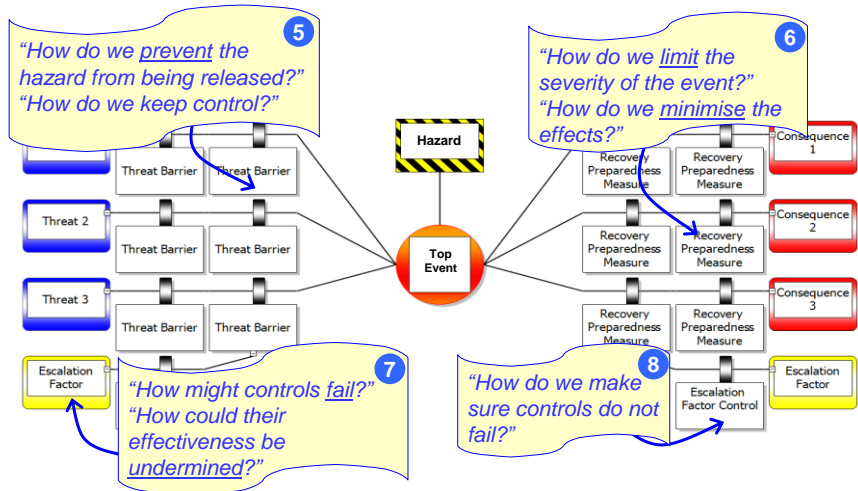 5
“How do we prevent the
hazard from being released?”
“How do we keep control?”
6
“How do we limit the
severity of the event?”
“How do we minimise the
effects?”
Hazard
Top
Event
Threat Barrier
Threat Barrier
Recovery
Preparedness
Measure
Recovery
Preparedness
Measure
Consequence
1
Threat 2
Threat Barrier
Threat Barrier
Recovery
Preparedness
Measure
Recovery
Preparedness
Measure
Consequence
2
Threat 3
Threat Barrier
Threat Barrier
Recovery
Preparedness
Measure
Recovery
Preparedness
Measure
Consequence
3
Escalation
Factor
7
“How might controls fail?”
“How could their
effectiveness be
undermined?”
8
“How do we make
sure controls do not
fail?”
Escalation
Factor Control
Escalation
Factor